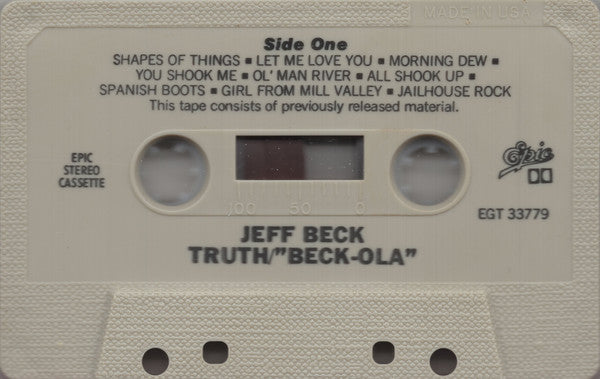 MADE IN USA
Side One
SHAPES OF THINGS ▪ LET ME LOVE YOU ▪ MORNING DEW ▪
YOU SHOOK ME ▪ OL' MAN RIVER ▪ ALL SHOOK UP ▪
SPANISH BOOTS ▪ GIRL FROM MILL VALLEY ▪ JAILHOUSE ROCK
This tape consists of previously released material.
EPIC
STEREO
CASSETTE
Epic
100 50 0
EGT 33779
JEFF BECK
TRUTH/"BECK-OLA"